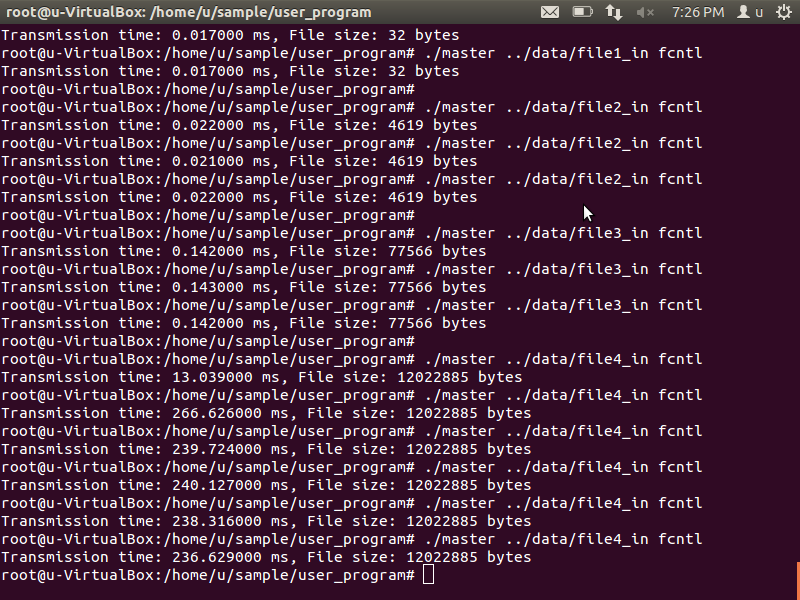 root@u-VirtualBox: /home/u/sample/user_program 7:26 PM u
Transmission time: 0.017000 ms, File size: 32 bytes
root@u-VirtualBox:/home/u/sample/user_program# ./master ../data/file1_in fcntl
Transmission time: 0.017000 ms, File size: 32 bytes
root@u-VirtualBox:/home/u/sample/user_program#
root@u-VirtualBox:/home/u/sample/user_program# ./master ../data/file2_in fcntl
Transmission time: 0.022000 ms, File size: 4619 bytes
root@u-VirtualBox:/home/u/sample/user_program# ./master ../data/file2_in fcntl
Transmission time: 0.021000 ms, File size: 4619 bytes
root@u-VirtualBox:/home/u/sample/user_program# ./master ../data/file2_in fcntl
Transmission time: 0.022000 ms, File size: 4619 bytes
root@u-VirtualBox:/home/u/sample/user_program#
root@u-VirtualBox:/home/u/sample/user_program# ./master ../data/file3_in fcntl
Transmission time: 0.142000 ms, File size: 77566 bytes
root@u-VirtualBox:/home/u/sample/user_program# ./master ../data/file3_in fcntl
Transmission time: 0.143000 ms, File size: 77566 bytes
root@u-VirtualBox:/home/u/sample/user_program# ./master ../data/file3_in fcntl
Transmission time: 0.142000 ms, File size: 77566 bytes
root@u-VirtualBox:/home/u/sample/user_program#
root@u-VirtualBox:/home/u/sample/user_program# ./master ../data/file4_in fcntl
Transmission time: 13.039000 ms, File size: 12022885 bytes
root@u-VirtualBox:/home/u/sample/user_program# ./master ../data/file4_in fcntl
Transmission time: 266.626000 ms, File size: 12022885 bytes
root@u-VirtualBox:/home/u/sample/user_program# ./master ../data/file4_in fcntl
Transmission time: 239.724000 ms, File size: 12022885 bytes
root@u-VirtualBox:/home/u/sample/user_program# ./master ../data/file4_in fcntl
Transmission time: 240.127000 ms, File size: 12022885 bytes
root@u-VirtualBox:/home/u/sample/user_program# ./master ../data/file4_in fcntl
Transmission time: 238.316000 ms, File size: 12022885 bytes
root@u-VirtualBox:/home/u/sample/user_program# ./master ../data/file4_in fcntl
Transmission time: 236.629000 ms, File size: 12022885 bytes
root@u-VirtualBox:/home/u/sample/user_program#